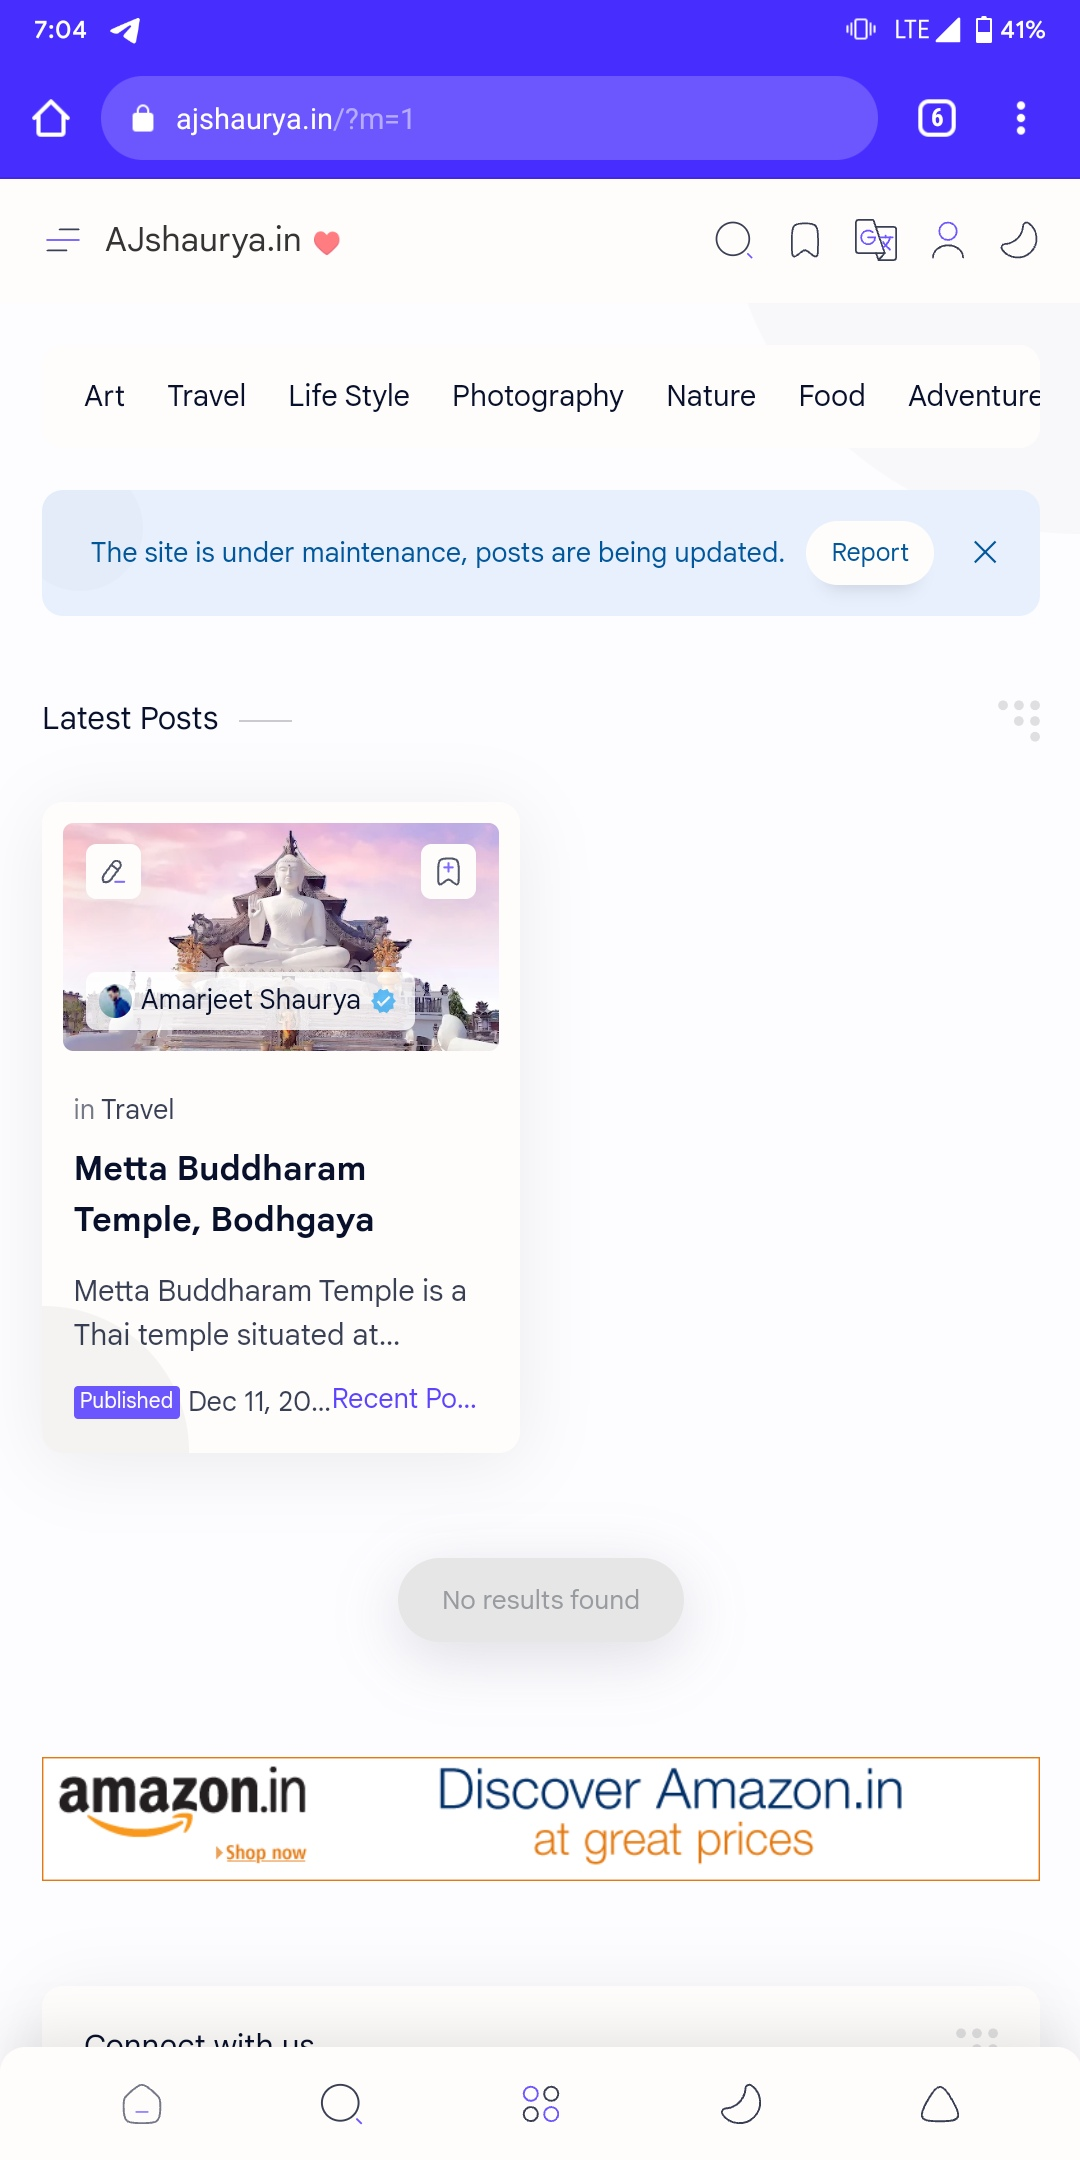 7:04
LTE 41%
ajshaurya.in/?m=1
6
AJshaurya.in
Art Travel Life Style Photography Nature Food Adventure
The site is under maintenance, posts are being updated. Report
Latest Posts
Amarjeet Shaurya
in Travel
Metta Buddharam
Temple, Bodhgaya
Metta Buddharam Temple is a
Thai temple situated at...
Published Dec 11, 20... Recent Po...
No results found
amazon.in
Shop now
Discover Amazon.in
at great prices
Connect with us